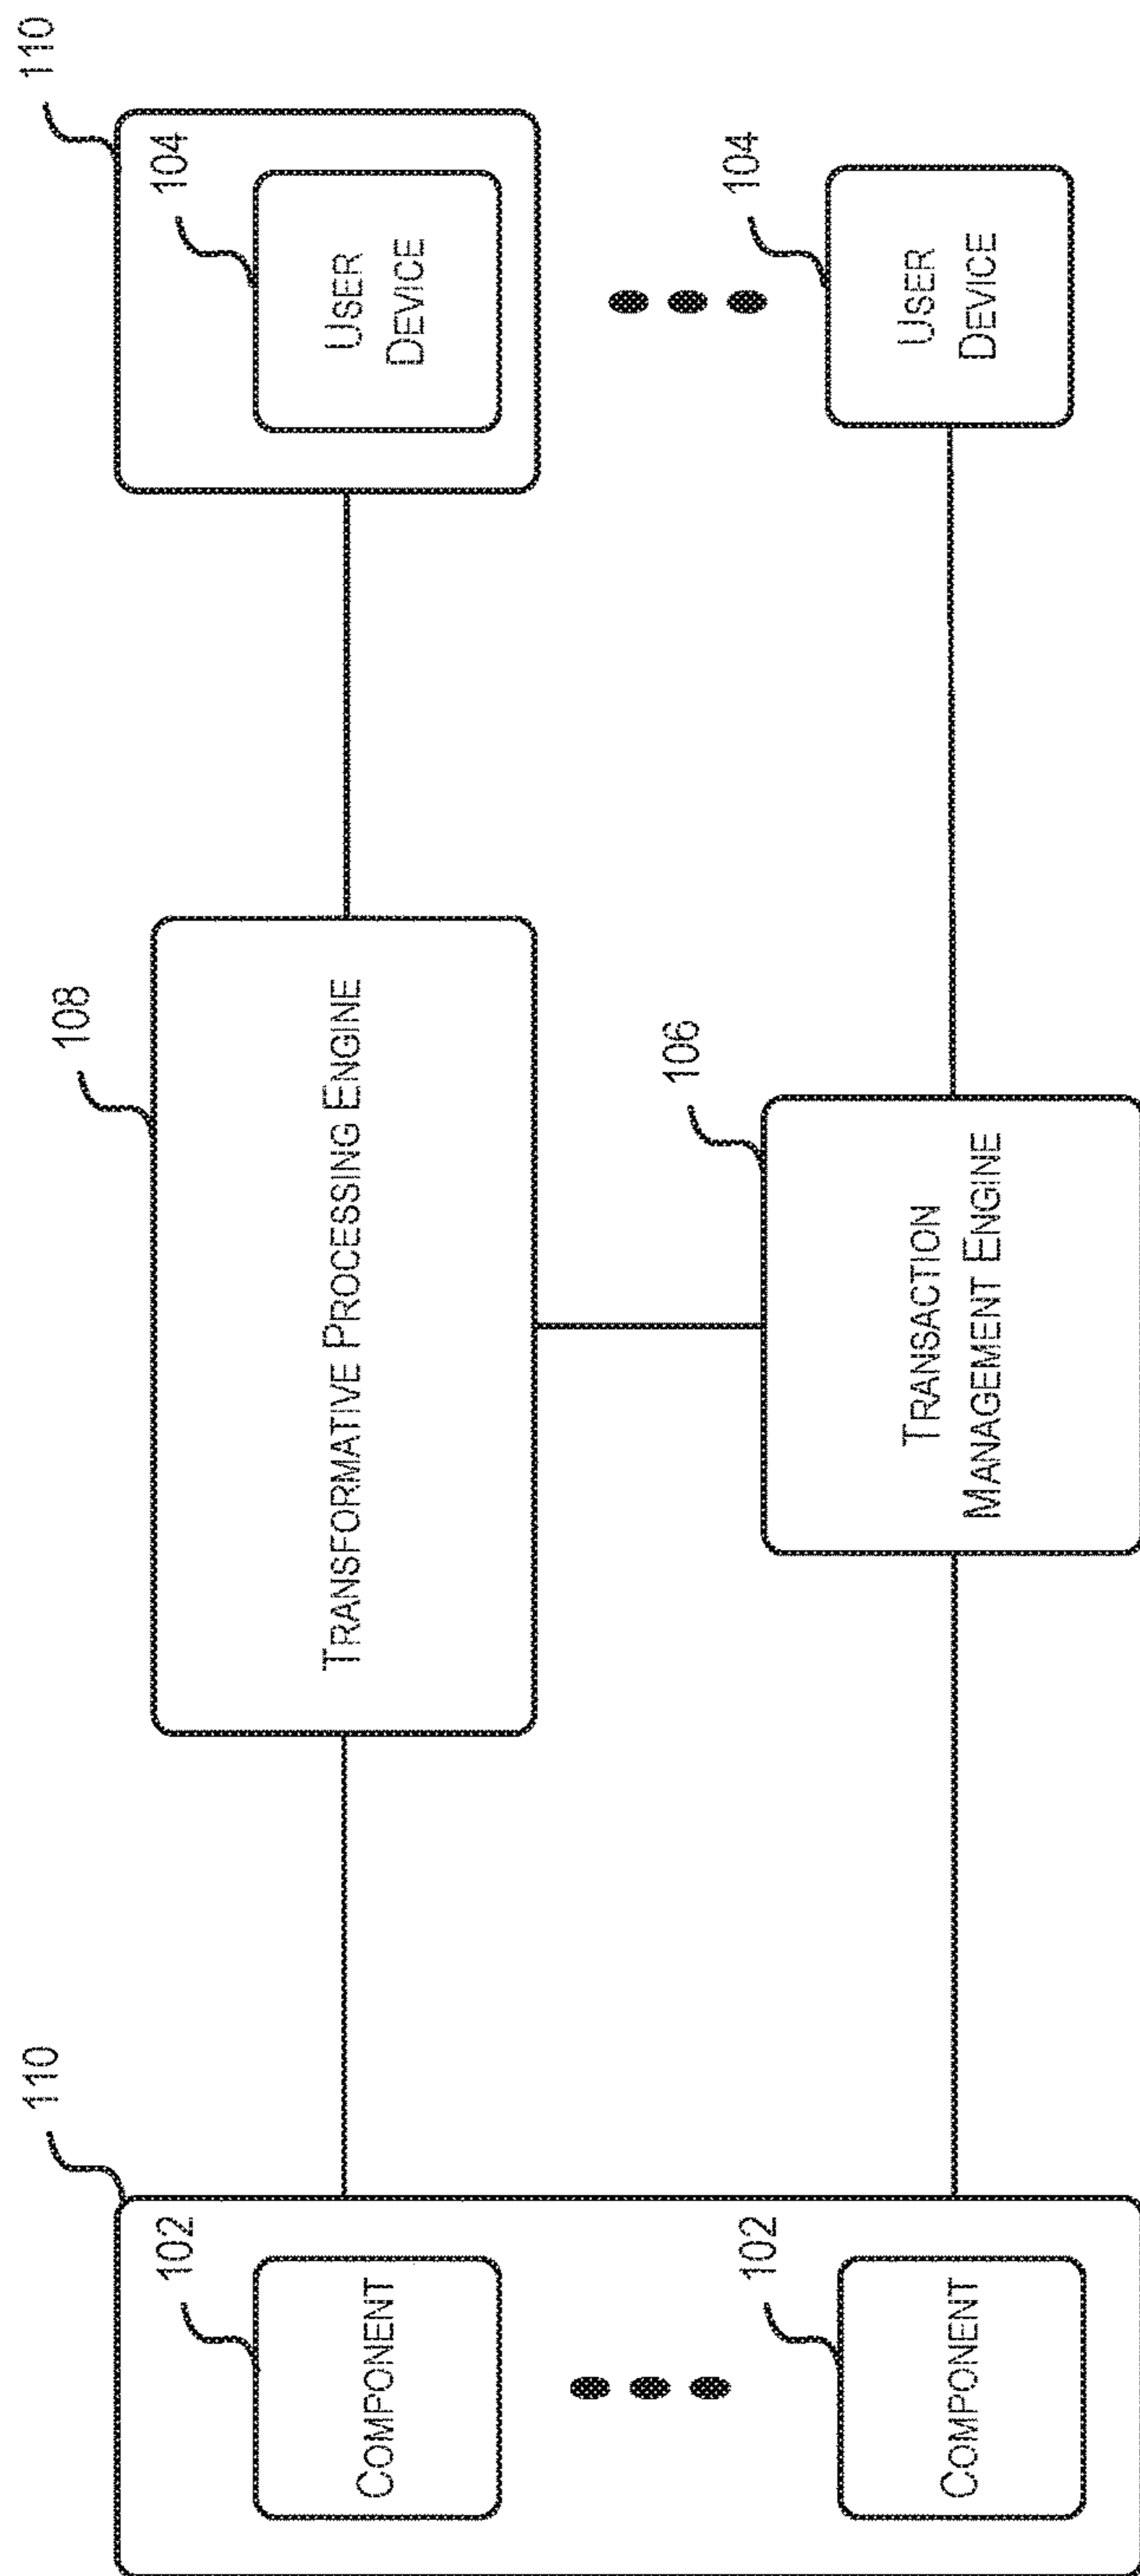 110
102
COMPONENT
102
COMPONENT
108
TRANSFORMATIVE PROCESSING ENGINE
106
TRANSACTION
MANAGEMENT ENGINE
110
104
USER
DEVICE
104
USER
DEVICE